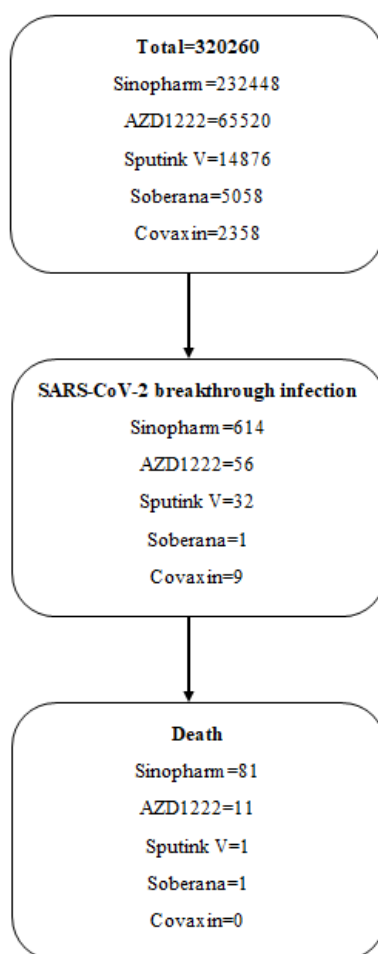 Total=320260
Sinopharm=232448
AZD1222=65520
Sputink V=14876
Soberana=5058
Covaxin=2358
SARS-CoV-2 breakthrough infection
Sinopharm=614
AZD1222=56
Sputink V=32
Soberana=1
Covaxin=9
Death
Sinopharm=81
AZD1222=11
Sputink V=1
Soberana=1
Covaxin=0